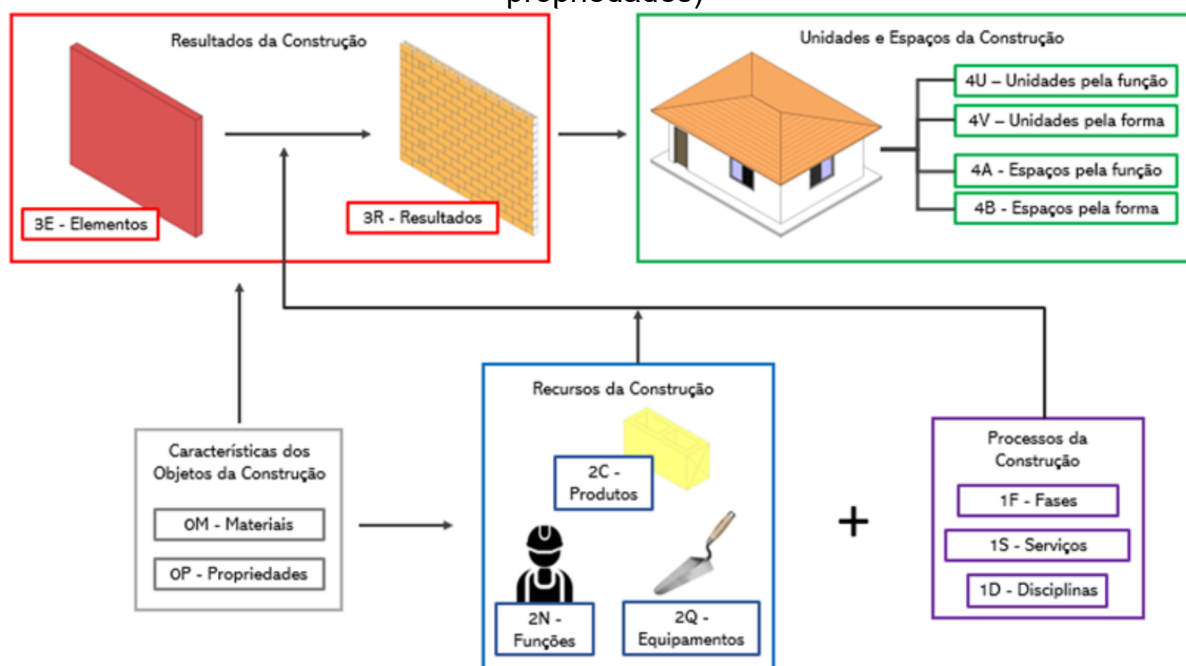 propriedades)
Resultados da Construção
3E - Elementos
3R - Resultados
Unidades e Espaços da Construção
4U – Unidades pela função
4V – Unidades pela forma
4A - Espaços pela função
4B - Espaços pela forma
Características dos
Objetos da Construção
0M - Materiais
0P - Propriedades
Recursos da Construção
2C -
Produtos
2N -
Funções
2Q -
Equipamentos
+
Processos da
Construção
1F - Fases
1S - Serviços
1D - Disciplinas